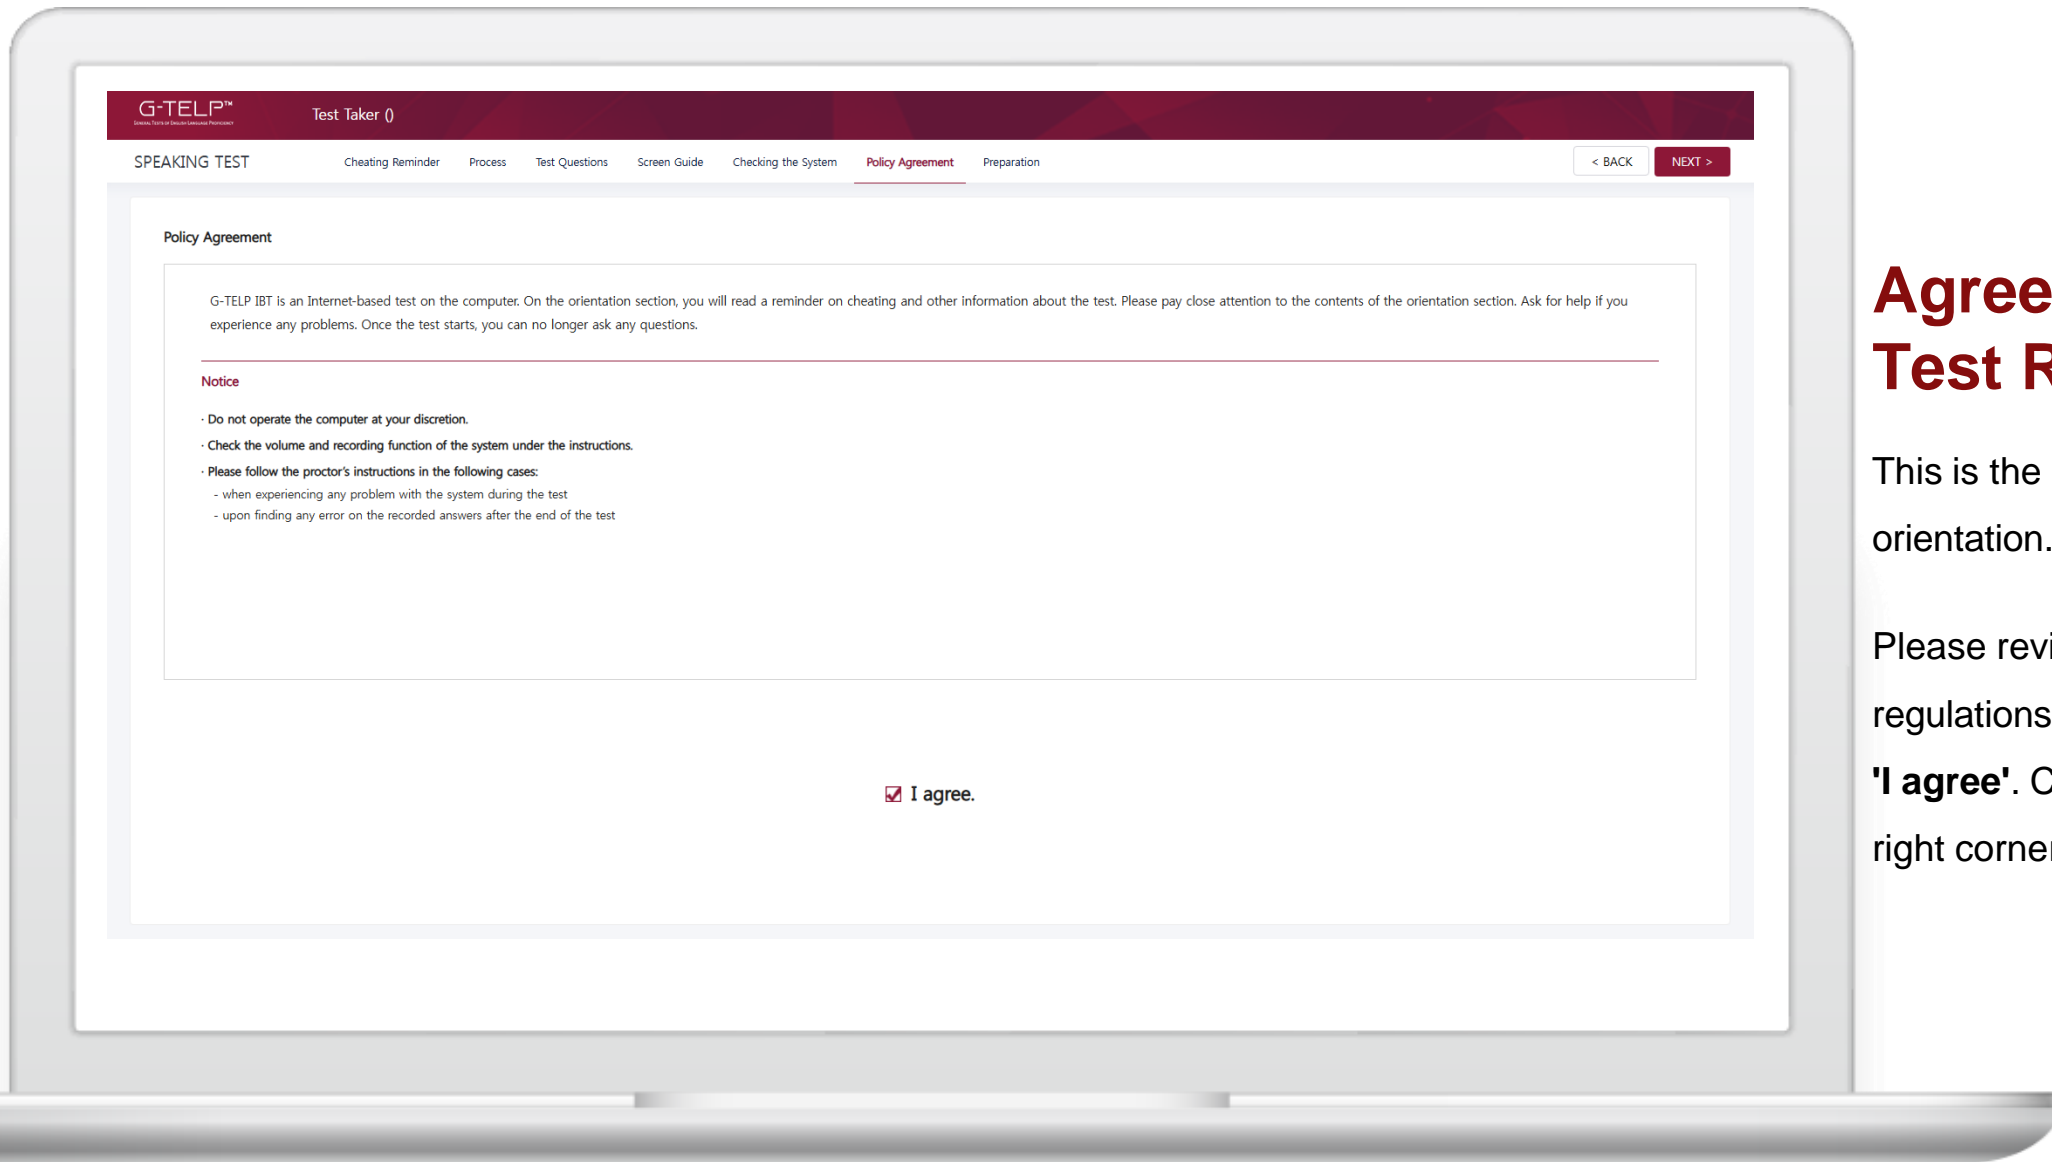 G-TELP™
GENERAL TESTS OF ENGLISH LANGUAGE PROFICIENCY
Test Taker ()
SPEAKING TEST
Cheating Reminder Process Test Questions Screen Guide Checking the System Policy Agreement Preparation
< BACK NEXT >
Policy Agreement
G-TELP IBT is an Internet-based test on the computer. On the orientation section, you will read a reminder on cheating and other information about the test. Please pay close attention to the contents of the orientation section. Ask for help if you
experience any problems. Once the test starts, you can no longer ask any questions.
Notice
· Do not operate the computer at your discretion.
· Check the volume and recording function of the system under the instructions.
· Please follow the proctor's instructions in the following cases:
- when experiencing any problem with the system during the test
- upon finding any error on the recorded answers after the end of the test
I agree.
Agree
Test R
This is the
orientation.
Please revi
regulations
'I agree'. C
right corner